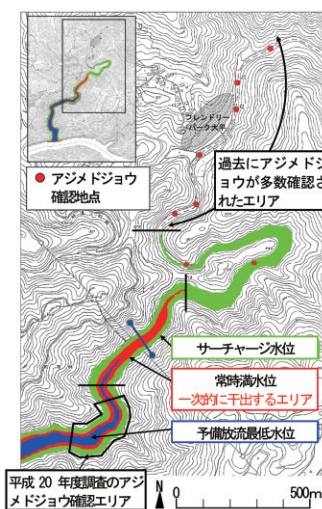 フレンドリー
パーク大平
アジメドジョウ
確認地点
過去にアジメドジ
ョウが多数確認さ
れたエリア
サーチャージ水位
常時満水位
一次的に干出するエリア
予備放流最低水位
平成 20 年度調査のアジ
メドジョウ確認エリア
N
0 500m